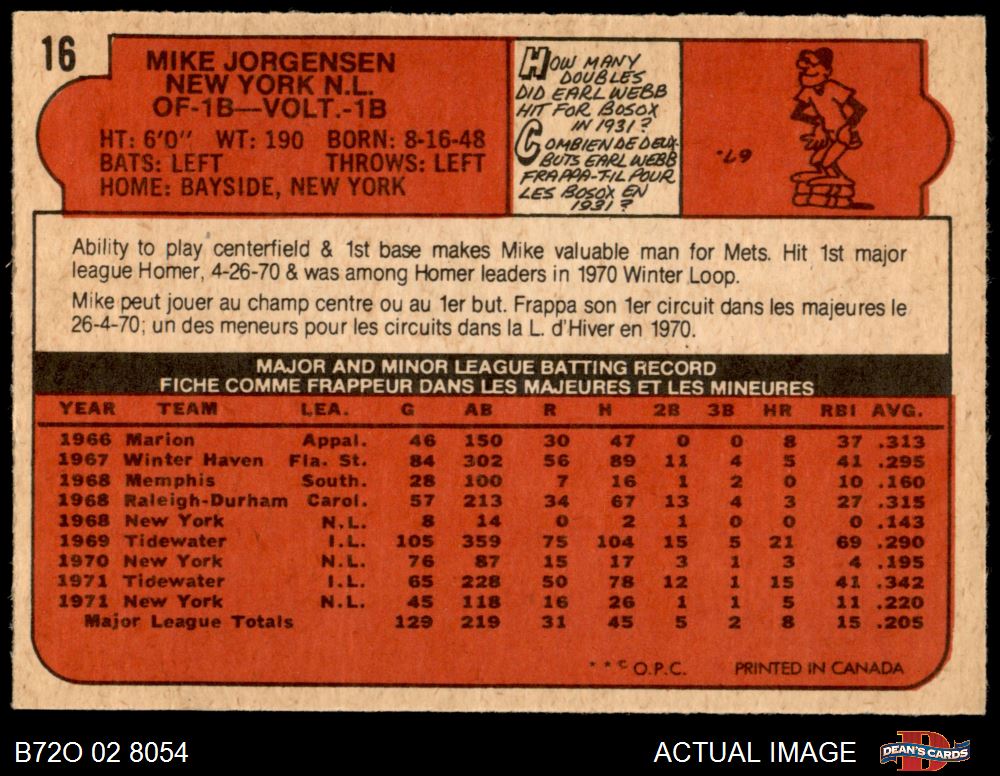 16
MIKE JORGENSEN
NEW YORK N.L.
OF-1B—VOLT.-1B
HT: 6'0" WT: 190 BORN: 8-16-48
BATS: LEFT THROWS: LEFT
HOME: BAYSIDE, NEW YORK
HOW MANY
DOUBLES
DID EARL WEBB
HIT FOR BOSOX
IN 1931?
COMBIEN DE DEUX-
BUTS EARL WEBB
FRAPPA-TIL POUR
LES BOSOX EN
1931?
67.
Ability to play centerfield & 1st base makes Mike valuable man for Mets. Hit 1st major
league Homer, 4-26-70 & was among Homer leaders in 1970 Winter Loop.
Mike peut jouer au champ centre ou au 1er but. Frappa son 1er circuit dans les majeures le
26-4-70; un des meneurs pour les circuits dans la L. d'Hiver en 1970.
MAJOR AND MINOR LEAGUE BATTING RECORD
FICHE COMME FRAPPEUR DANS LES MAJEURES ET LES MINEURES
YEAR TEAM LEA. G AB R H 2B 3B HR RBI AVG.
1966 Marion Appal. 46 150 30 47 0 0 8 37 .313
1967 Winter Haven Fla. St. 84 302 56 89 11 4 5 41 .295
1968 Memphis South. 28 100 7 16 1 2 0 10 .160
1968 Raleigh-Durham Carol. 57 213 34 67 13 4 3 27 .315
1968 New York N.L. 8 14 0 2 1 0 0 0 .143
1969 Tidewater I.L. 105 359 75 104 15 5 21 69 .290
1970 New York N.L. 76 87 15 17 3 1 3 4 .195
1971 Tidewater I.L. 65 228 50 78 12 1 15 41 .342
1971 New York N.L. 45 118 16 26 1 1 5 11 .220
Major League Totals 129 219 31 45 5 2 8 15 .205
**© O.P.C. PRINTED IN CANADA
B72O 02 8054
ACTUAL IMAGE
D
DEAN'S CARDS